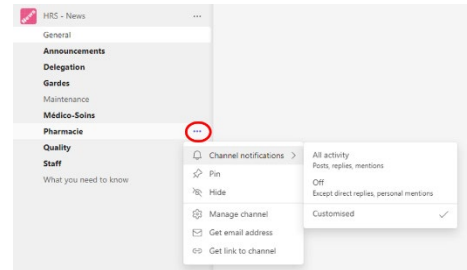 HRS - News
General
Announcements
Delegation
Gardes
Maintenance
Médico-Soins
Pharmacie
Quality
Staff
What you need to know
Channel notifications
Pin
Hide
Manage channel
Get email address
Get link to channel
All activity
Posts, replies, mentions
Off
Except direct replies, personal mentions
Customised